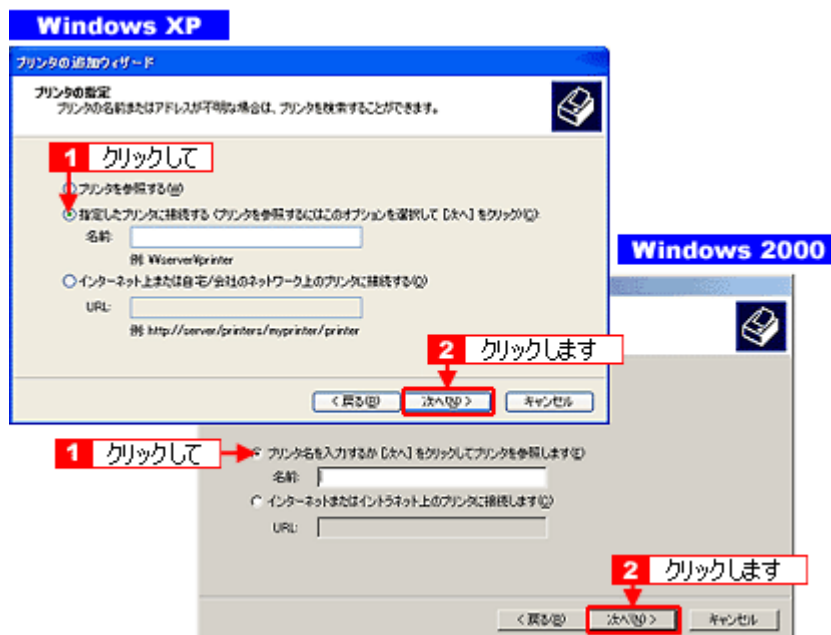 Windows XP
プリンタの追加ウィザード
プリンタの指定
プリンタの名前またはアドレスが不明な場合は、プリンタを検索することができます。
1 クリックして
プリンタを参照する(W)
指定したプリンタに接続する (プリンタを参照するにはこのオプションを選択して [次へ] をクリック)(C):
名前:
例: ¥¥server¥printer
インターネット上または自宅/会社のネットワーク上のプリンタに接続する(O):
URL:
例: http://server/printers/myprinter/printer
2 クリックします
< 戻る(B)
次へ(N) >
キャンセル
Windows 2000
1 クリックして
プリンタ名を入力するか [次へ] をクリックしてプリンタを参照します(E)
名前:
インターネットまたはイントラネット上のプリンタに接続します(C)
URL:
2 クリックします
< 戻る(B)
次へ(N) >
キャンセル